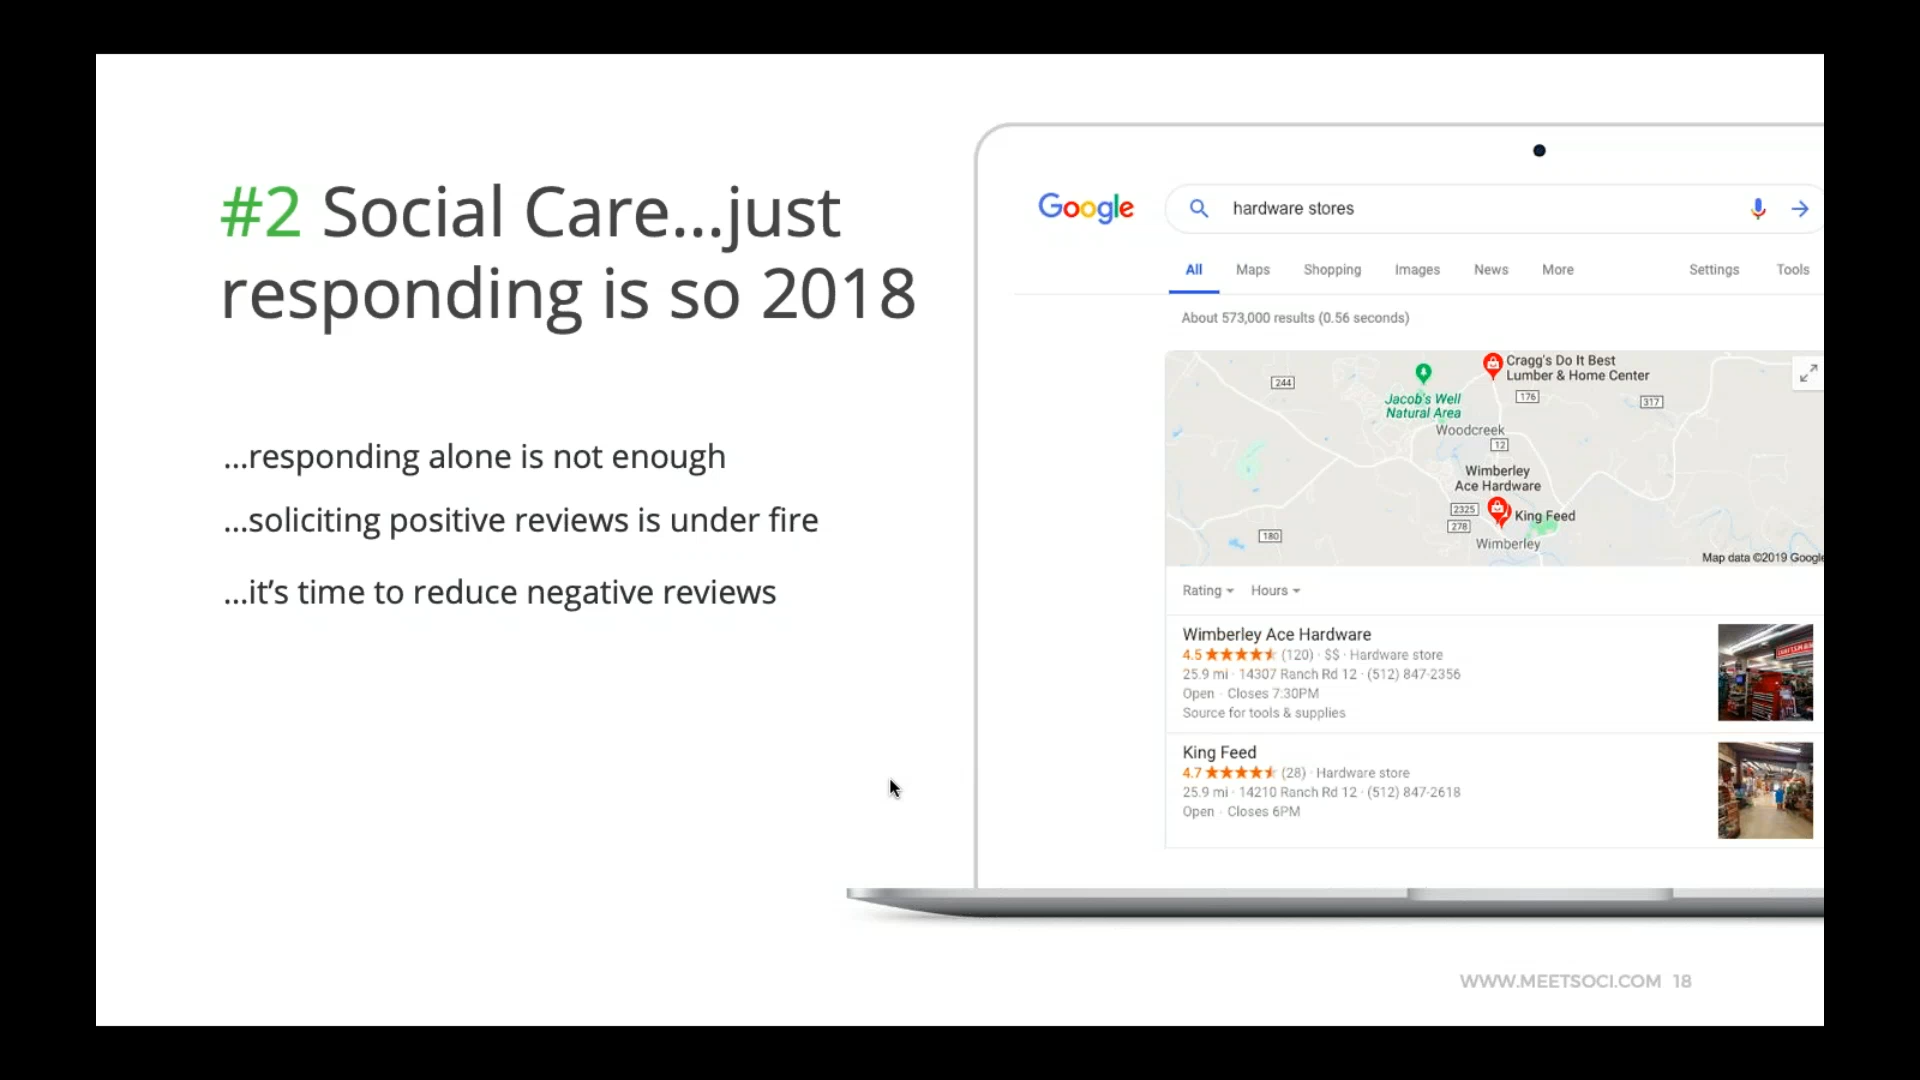 #2 Social Care...just
responding is so 2018
...responding alone is not enough
...soliciting positive reviews is under fire
...it's time to reduce negative reviews
Google
hardware stores
All Maps Shopping Images News More Settings Tools
About 573,000 results (0.56 seconds)
Cragg's Do It Best
Lumber & Home Center
244
176
317
Jacob's Well
Natural Area
Woodcreek
12
Wimberley
Ace Hardware
2325
King Feed
278
180
Wimberley
Map data ©2019 Google
Rating Hours
Wimberley Ace Hardware
4.5 (120) · $$ · Hardware store
25.9 mi · 14307 Ranch Rd 12 · (512) 847-2356
Open · Closes 7:30PM
Source for tools & supplies
CRAFTSMAN
King Feed
4.7 (28) · Hardware store
25.9 mi · 14210 Ranch Rd 12 · (512) 847-2618
Open · Closes 6PM
WWW.MEETSOCI.COM 18